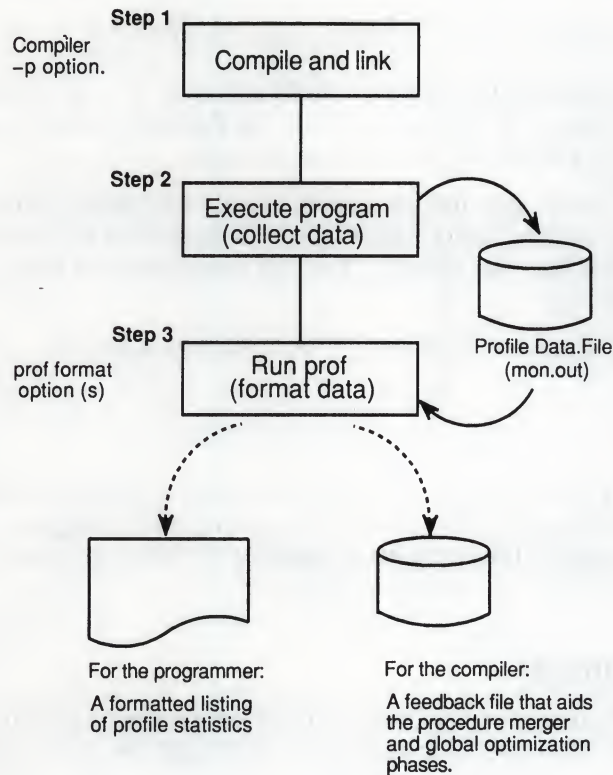 Step 1
Compiler
–p option.
Compile and link
Step 2
Execute program
(collect data)
Profile Data.File
(mon.out)
Step 3
prof format
option (s)
Run prof
(format data)
For the programmer:
A formatted listing
of profile statistics
For the compiler:
A feedback file that aids
the procedure merger
and global optimization
phases.